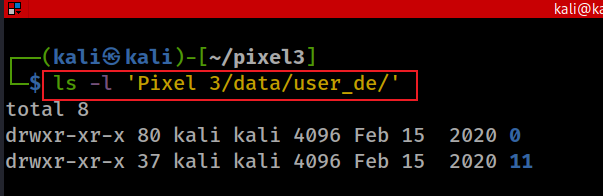 kali@ka
┌──(kali㉿kali)-[~/pixel3]
└─$ ls -l 'Pixel 3/data/user_de/'
total 8
drwxr-xr-x 80 kali kali 4096 Feb 15  2020 0
drwxr-xr-x 37 kali kali 4096 Feb 15  2020 11